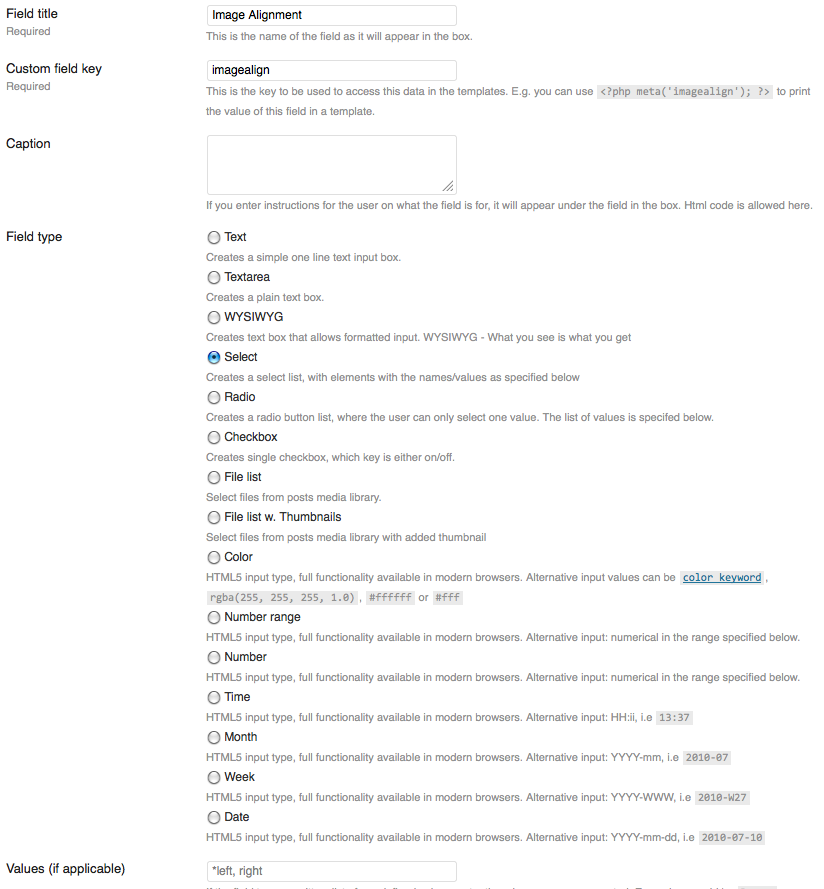 Field title
Image Alignment
Required
This is the name of the field as it will appear in the box.
Custom field key
imagealign
Required
This is the key to be used to access this data in the templates. E.g. you can use <?php meta('imagealign'); ?> to print
the value of this field in a template.
Caption
If you enter instructions for the user on what the field is for, it will appear under the field in the box. Html code is allowed here.
Field type
Text
Creates a simple one line text input box.
Textarea
Creates a plain text box.
WYSIWYG
Creates text box that allows formatted input. WYSIWYG - What you see is what you get
Select
Creates a select list, with elements with the names/values as specified below
Radio
Creates a radio button list, where the user can only select one value. The list of values is specifed below.
Checkbox
Creates single checkbox, which key is either on/off.
File list
Select files from posts media library.
File list w. Thumbnails
Select files from posts media library with added thumbnail
Color
HTML5 input type, full functionality available in modern browsers. Alternative input values can be color keyword ,
rgba(255, 255, 255, 1.0) , #ffffff or #fff
Number range
HTML5 input type, full functionality available in modern browsers. Alternative input: numerical in the range specified below.
Number
HTML5 input type, full functionality available in modern browsers. Alternative input: numerical in the range specified below.
Time
HTML5 input type, full functionality available in modern browsers. Alternative input: HH:ii, i.e 13:37
Month
HTML5 input type, full functionality available in modern browsers. Alternative input: YYYY-mm, i.e 2010-07
Week
HTML5 input type, full functionality available in modern browsers. Alternative input: YYYY-WWW, i.e 2010-W27
Date
HTML5 input type, full functionality available in modern browsers. Alternative input: YYYY-mm-dd, i.e 2010-07-10
Values (if applicable)
*left, right